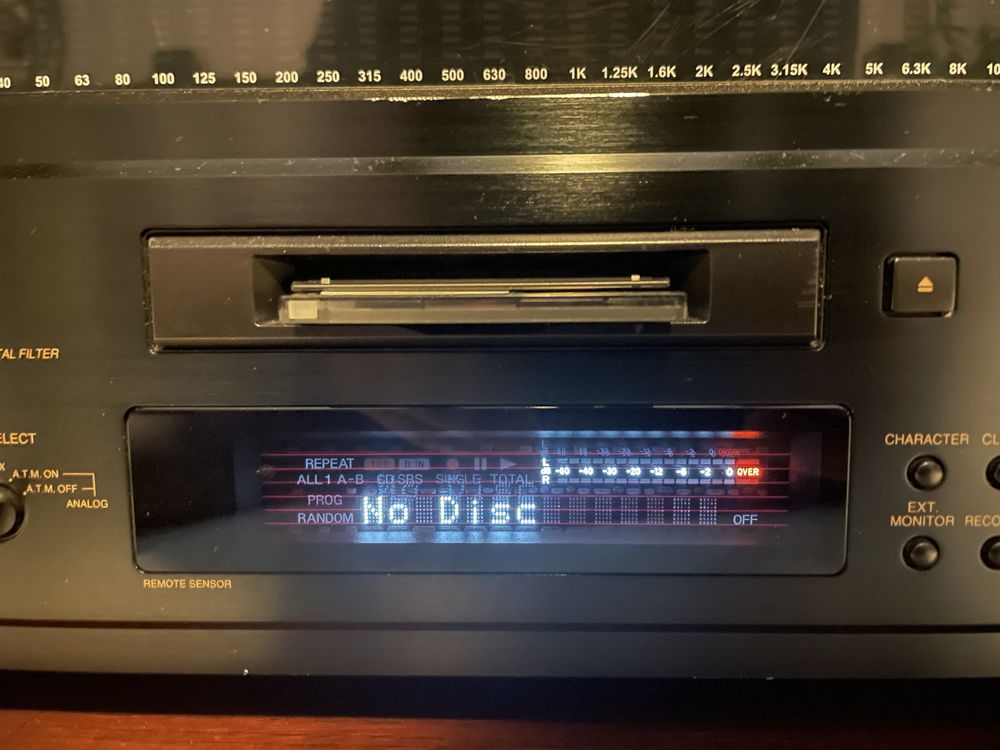 40 50 63 80 100 125 150 200 250 315 400 500 630 800 1K 1.25K 1.6K 2K 2.5K 3.15K 4K 5K 6.3K 8K 10
TAL FILTER
ELECT
X
A.T.M. ON
A.T.M. OFF
ANALOG
REPEAT TOC D.IN
ALL 1 A-B CD SRS SINGLE TOTAL
PROG
RANDOM
No Disc
L
dB -60 -40 -30 -20 -12 -6 -2 0 OVER
R
OFF
CHARACTER CL
EXT.
MONITOR RECO
REMOTE SENSOR